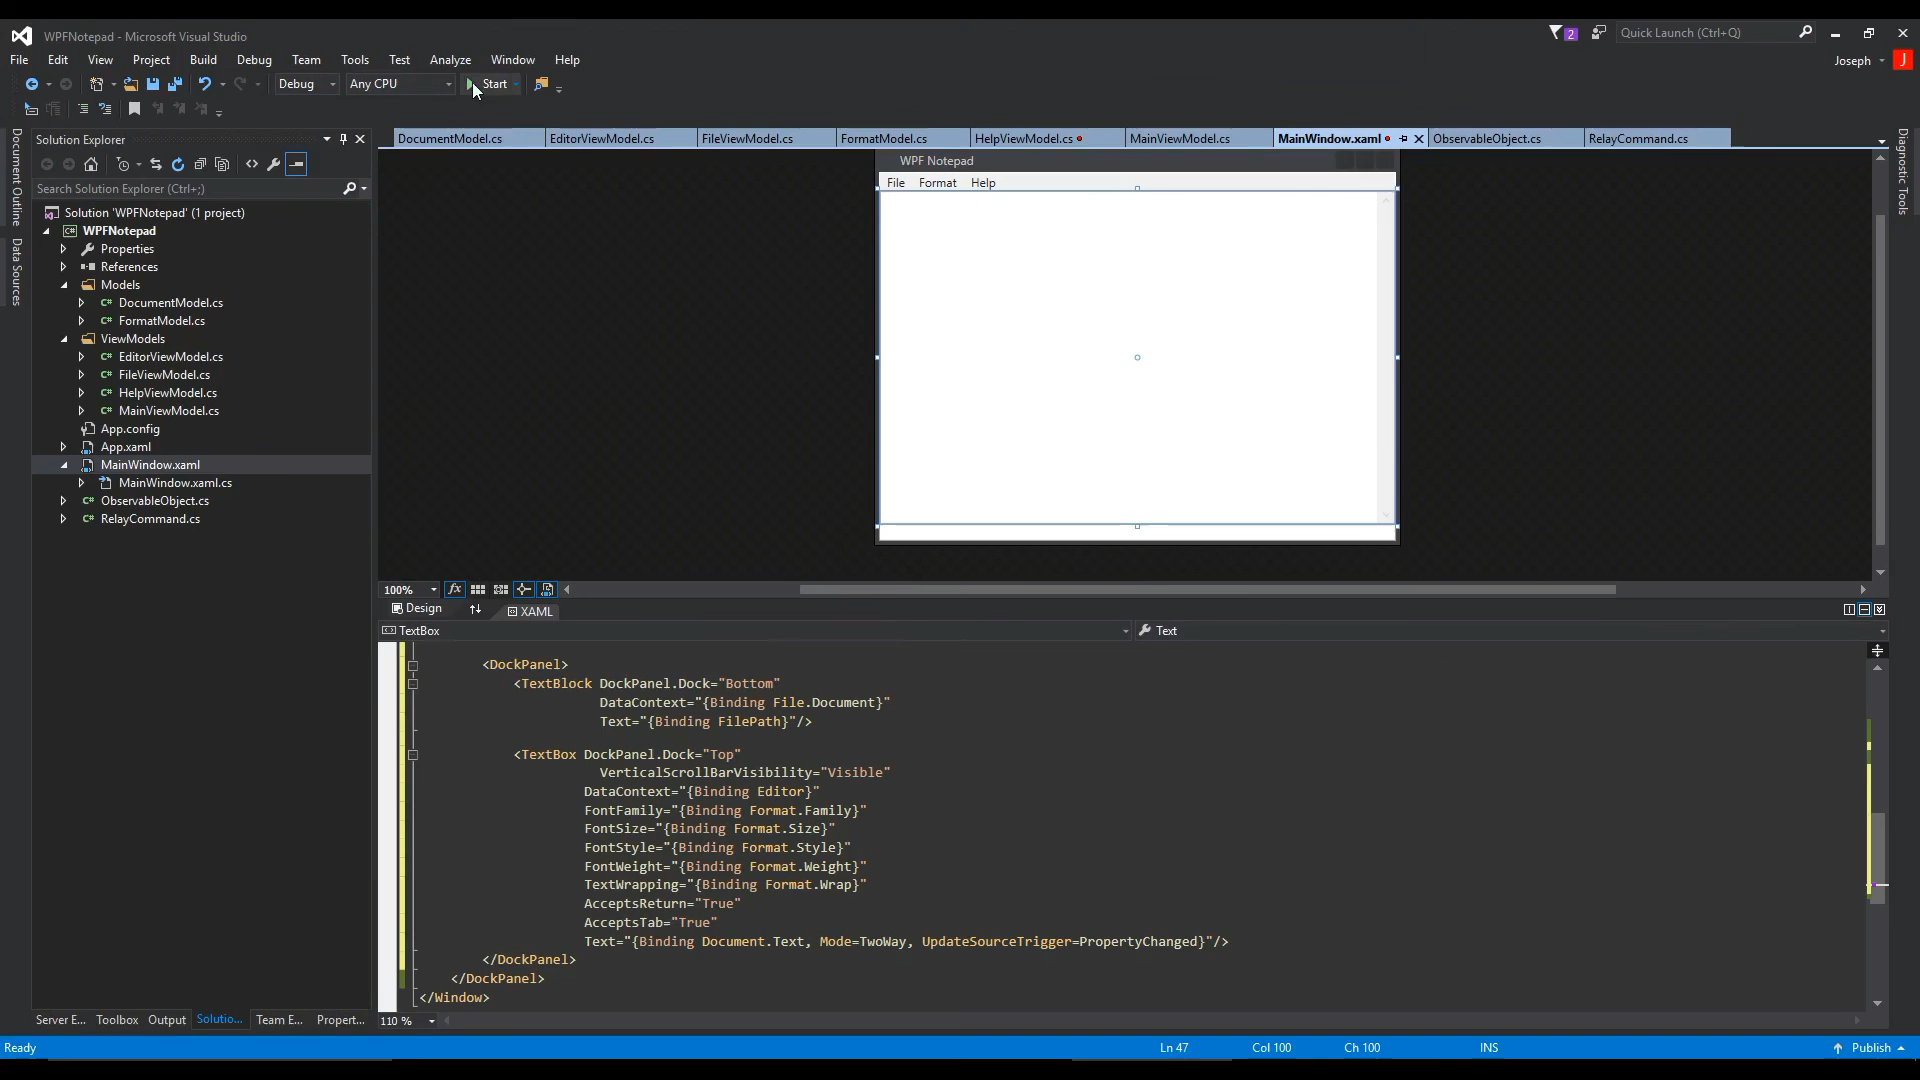 WPFNotepad - Microsoft Visual Studio
2
Quick Launch (Ctrl+Q)
File Edit View Project Build Debug Team Tools Test Analyze Window Help
Joseph J
Debug Any CPU Start
Document Outline
Data Sources
Diagnostic Tools
Solution Explorer
Search Solution Explorer (Ctrl+;)
Solution 'WPFNotepad' (1 project)
C# WPFNotepad
Properties
References
Models
C# DocumentModel.cs
C# FormatModel.cs
ViewModels
C# EditorViewModel.cs
C# FileViewModel.cs
C# HelpViewModel.cs
C# MainViewModel.cs
App.config
App.xaml
MainWindow.xaml
MainWindow.xaml.cs
C# ObservableObject.cs
C# RelayCommand.cs
Server E... Toolbox Output Solutio... Team E... Propert...
DocumentModel.cs EditorViewModel.cs FileViewModel.cs FormatModel.cs HelpViewModel.cs MainViewModel.cs MainWindow.xaml ObservableObject.cs RelayCommand.cs
WPF Notepad
File Format Help
100% fx
Design XAML
TextBox Text
<DockPanel>
<TextBlock DockPanel.Dock="Bottom"
DataContext="{Binding File.Document}"
Text="{Binding FilePath}"/>
<TextBox DockPanel.Dock="Top"
VerticalScrollBarVisibility="Visible"
DataContext="{Binding Editor}"
FontFamily="{Binding Format.Family}"
FontSize="{Binding Format.Size}"
FontStyle="{Binding Format.Style}"
FontWeight="{Binding Format.Weight}"
TextWrapping="{Binding Format.Wrap}"
AcceptsReturn="True"
AcceptsTab="True"
Text="{Binding Document.Text, Mode=TwoWay, UpdateSourceTrigger=PropertyChanged}"/>
</DockPanel>
</DockPanel>
</Window>
110 %
Ready Ln 47 Col 100 Ch 100 INS Publish